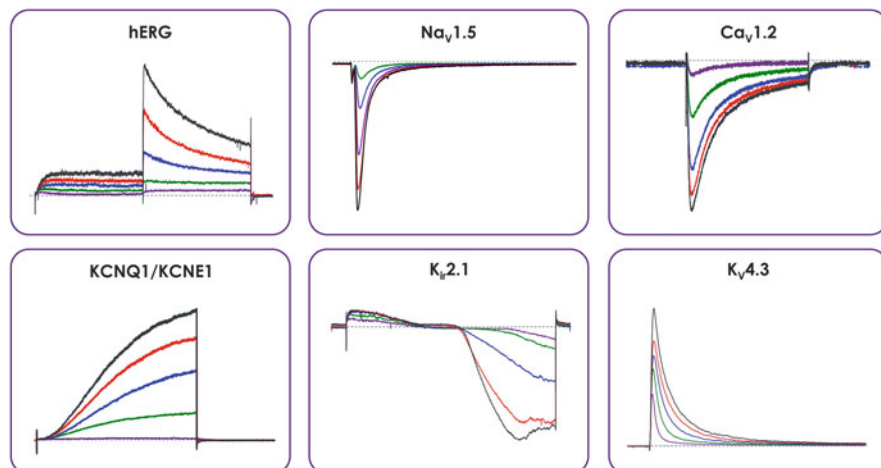 hERG
Naᵥ1.5
Caᵥ1.2
KCNQ1/KCNE1
Kᵢᵣ2.1
Kᵥ4.3